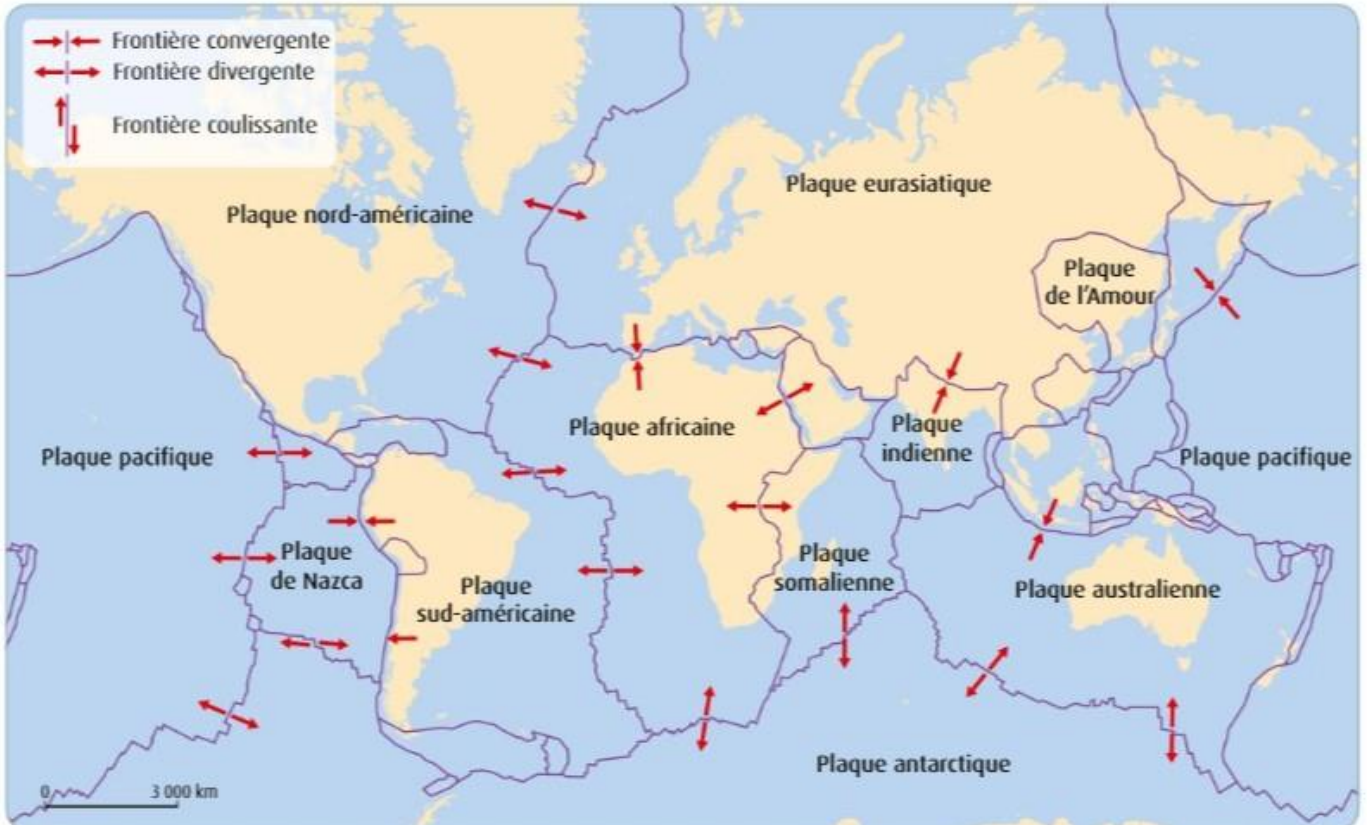 Frontière convergente
Frontière divergente
Frontière coulissante
Plaque eurasiatique
Plaque nord-américaine
Plaque
de l'Amour
Plaque africaine
Plaque
indienne
Plaque pacifique
Plaque pacifique
Plaque
de Nazca
Plaque
somalienne
Plaque
sud-américaine
Plaque australienne
Plaque antarctique
0 3 000 km